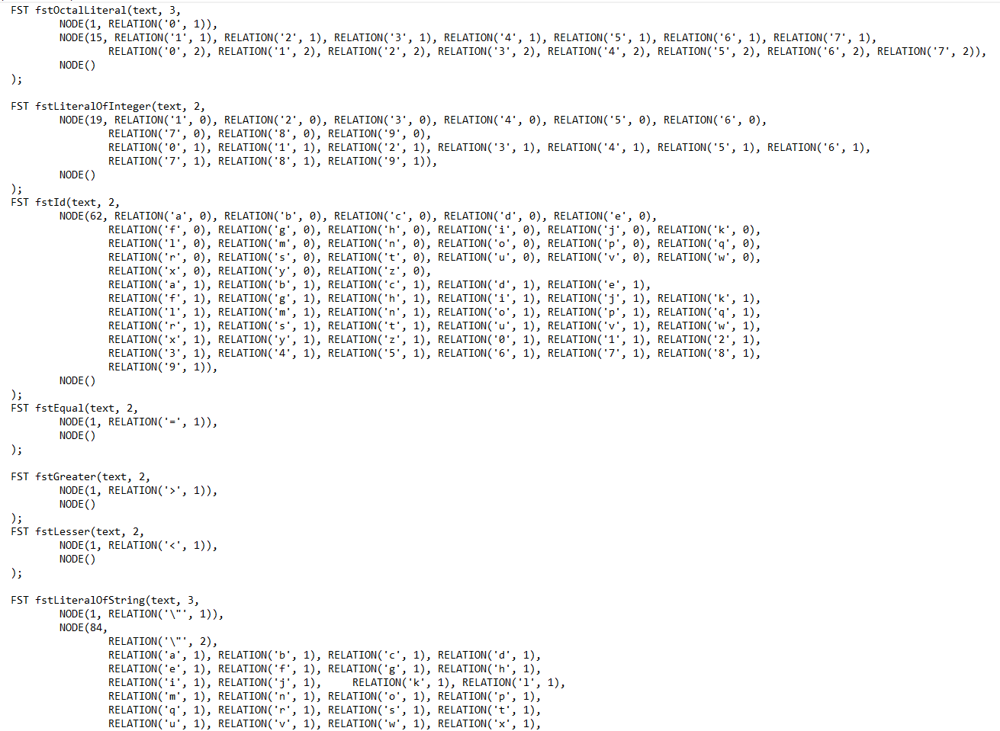 FST fstOctalLiteral(text, 3,
NODE(1, RELATION('0', 1)),
NODE(15, RELATION('1', 1), RELATION('2', 1), RELATION('3', 1), RELATION('4', 1), RELATION('5', 1), RELATION('6', 1), RELATION('7', 1),
RELATION('0', 2), RELATION('1', 2), RELATION('2', 2), RELATION('3', 2), RELATION('4', 2), RELATION('5', 2), RELATION('6', 2), RELATION('7', 2)),
NODE()
);
FST fstLiteralOfInteger(text, 2,
NODE(19, RELATION('1', 0), RELATION('2', 0), RELATION('3', 0), RELATION('4', 0), RELATION('5', 0), RELATION('6', 0),
RELATION('7', 0), RELATION('8', 0), RELATION('9', 0),
RELATION('0', 1), RELATION('1', 1), RELATION('2', 1), RELATION('3', 1), RELATION('4', 1), RELATION('5', 1), RELATION('6', 1),
RELATION('7', 1), RELATION('8', 1), RELATION('9', 1)),
NODE()
);
FST fstId(text, 2,
NODE(62, RELATION('a', 0), RELATION('b', 0), RELATION('c', 0), RELATION('d', 0), RELATION('e', 0),
RELATION('f', 0), RELATION('g', 0), RELATION('h', 0), RELATION('i', 0), RELATION('j', 0), RELATION('k', 0),
RELATION('l', 0), RELATION('m', 0), RELATION('n', 0), RELATION('o', 0), RELATION('p', 0), RELATION('q', 0),
RELATION('r', 0), RELATION('s', 0), RELATION('t', 0), RELATION('u', 0), RELATION('v', 0), RELATION('w', 0),
RELATION('x', 0), RELATION('y', 0), RELATION('z', 0),
RELATION('a', 1), RELATION('b', 1), RELATION('c', 1), RELATION('d', 1), RELATION('e', 1),
RELATION('f', 1), RELATION('g', 1), RELATION('h', 1), RELATION('i', 1), RELATION('j', 1), RELATION('k', 1),
RELATION('l', 1), RELATION('m', 1), RELATION('n', 1), RELATION('o', 1), RELATION('p', 1), RELATION('q', 1),
RELATION('r', 1), RELATION('s', 1), RELATION('t', 1), RELATION('u', 1), RELATION('v', 1), RELATION('w', 1),
RELATION('x', 1), RELATION('y', 1), RELATION('z', 1), RELATION('0', 1), RELATION('1', 1), RELATION('2', 1),
RELATION('3', 1), RELATION('4', 1), RELATION('5', 1), RELATION('6', 1), RELATION('7', 1), RELATION('8', 1),
RELATION('9', 1)),
NODE()
);
FST fstEqual(text, 2,
NODE(1, RELATION('=', 1)),
NODE()
);
FST fstGreater(text, 2,
NODE(1, RELATION('>', 1)),
NODE()
);
FST fstLesser(text, 2,
NODE(1, RELATION('<', 1)),
NODE()
);
FST fstLiteralOfString(text, 3,
NODE(1, RELATION('\"', 1)),
NODE(84,
RELATION('\"', 2),
RELATION('a', 1), RELATION('b', 1), RELATION('c', 1), RELATION('d', 1),
RELATION('e', 1), RELATION('f', 1), RELATION('g', 1), RELATION('h', 1),
RELATION('i', 1), RELATION('j', 1), RELATION('k', 1), RELATION('l', 1),
RELATION('m', 1), RELATION('n', 1), RELATION('o', 1), RELATION('p', 1),
RELATION('q', 1), RELATION('r', 1), RELATION('s', 1), RELATION('t', 1),
RELATION('u', 1), RELATION('v', 1), RELATION('w', 1), RELATION('x', 1),